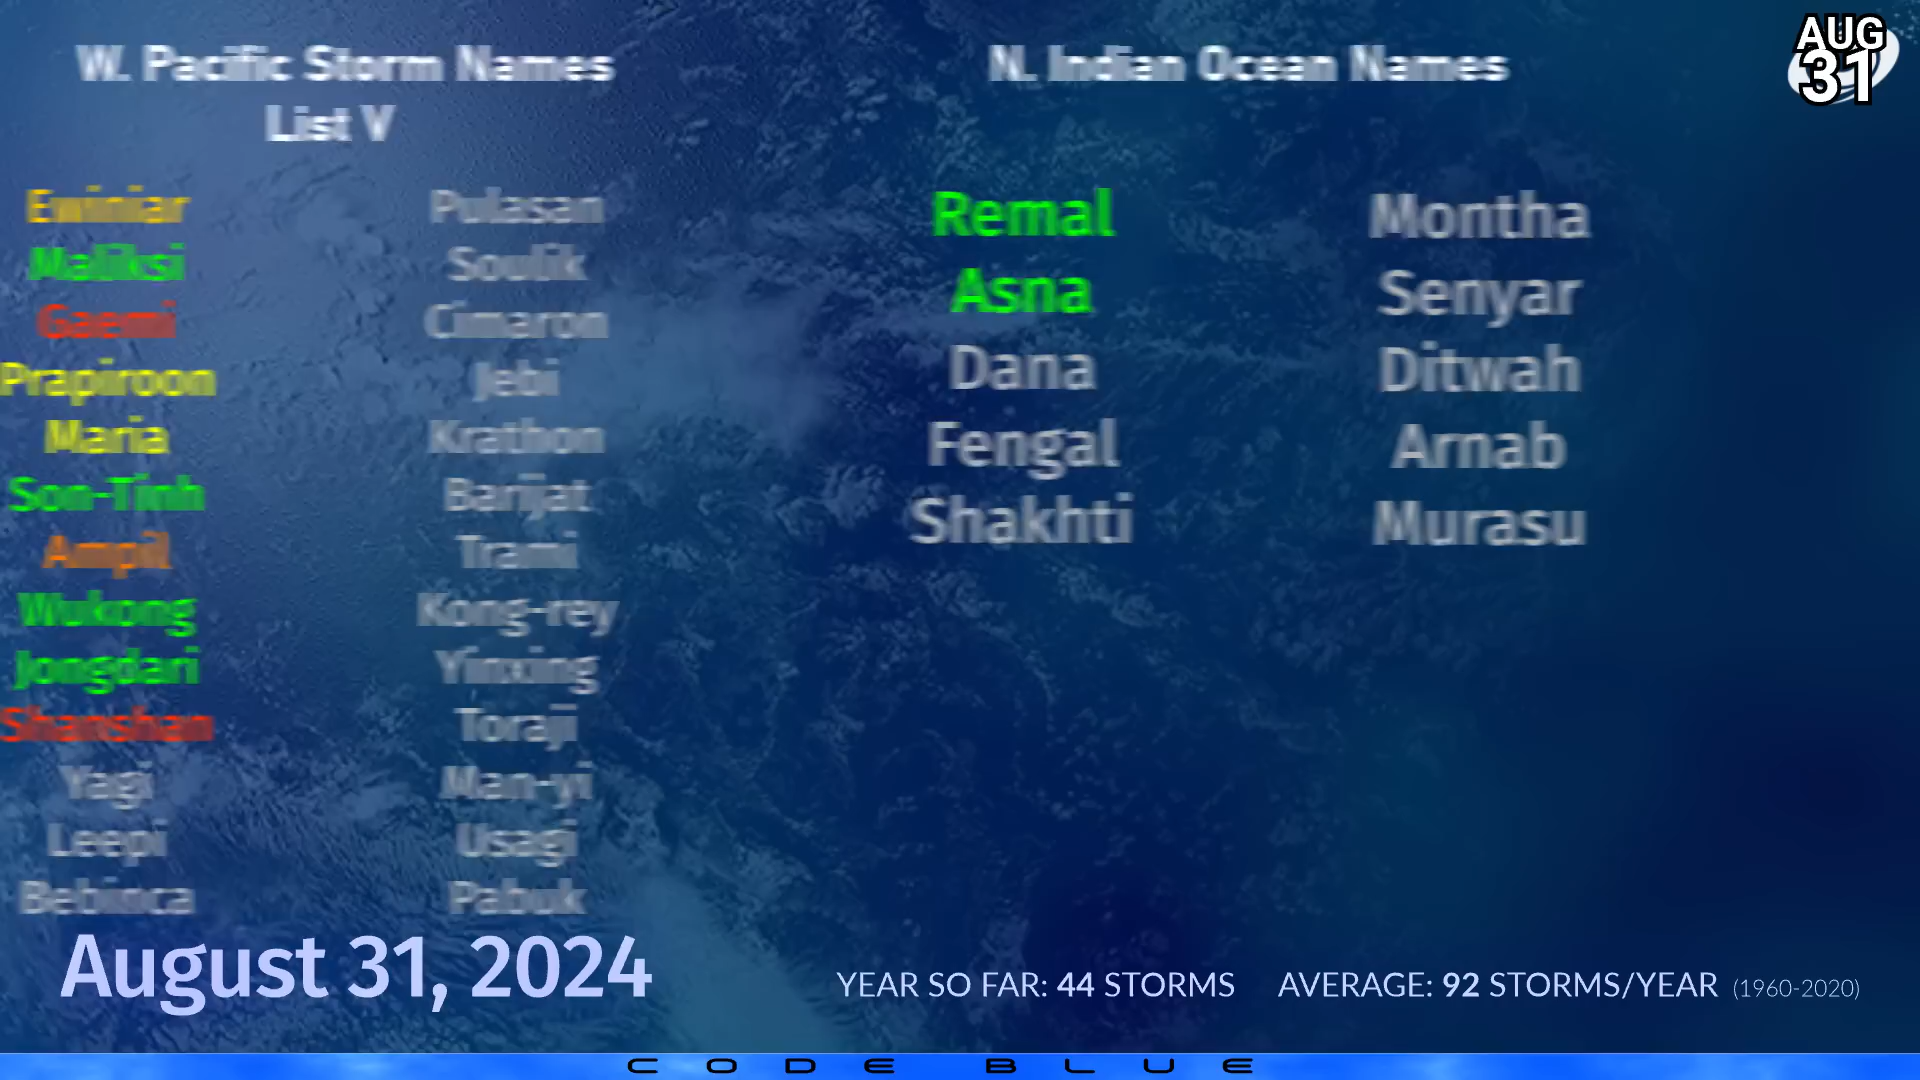 W. Pacific Storm Names
List V
Ewiniar
Maliksi
Gaemi
Prapiroon
Maria
Son-Tinh
Ampil
Wukong
Jongdari
Shanshan
Yagi
Leepi
Bebinca
Pulasan
Soulik
Cimaron
Jebi
Krathon
Barijat
Trami
Kong-rey
Yinxing
Toraji
Man-yi
Usagi
Pabuk
N. Indian Ocean Names
Remal
Asna
Dana
Fengal
Shakhti
Montha
Senyar
Ditwah
Arnab
Murasu
AUG
31
August 31, 2024
YEAR SO FAR: 44 STORMS AVERAGE: 92 STORMS/YEAR (1960-2020)
CODE BLUE